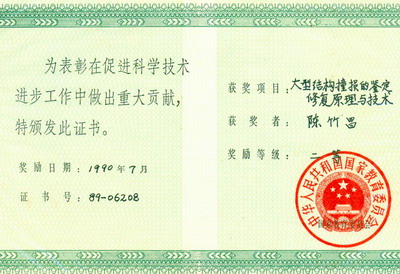 为表彰在促进科学技术
进步工作中做出重大贡献,
特颁发此证书。
奖励日期:1990年7月
证书号:89-06208
获奖项目:大型结构撞损的鉴定
修复原理与技术
获奖者:陈竹昌
奖励等级:二等
中华人民共和国国家教育委员会